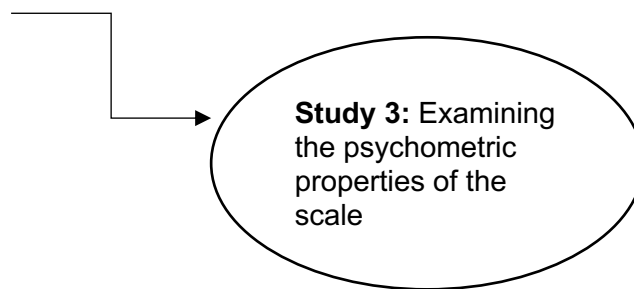 Study 3: Examining
the psychometric
properties of the
scale